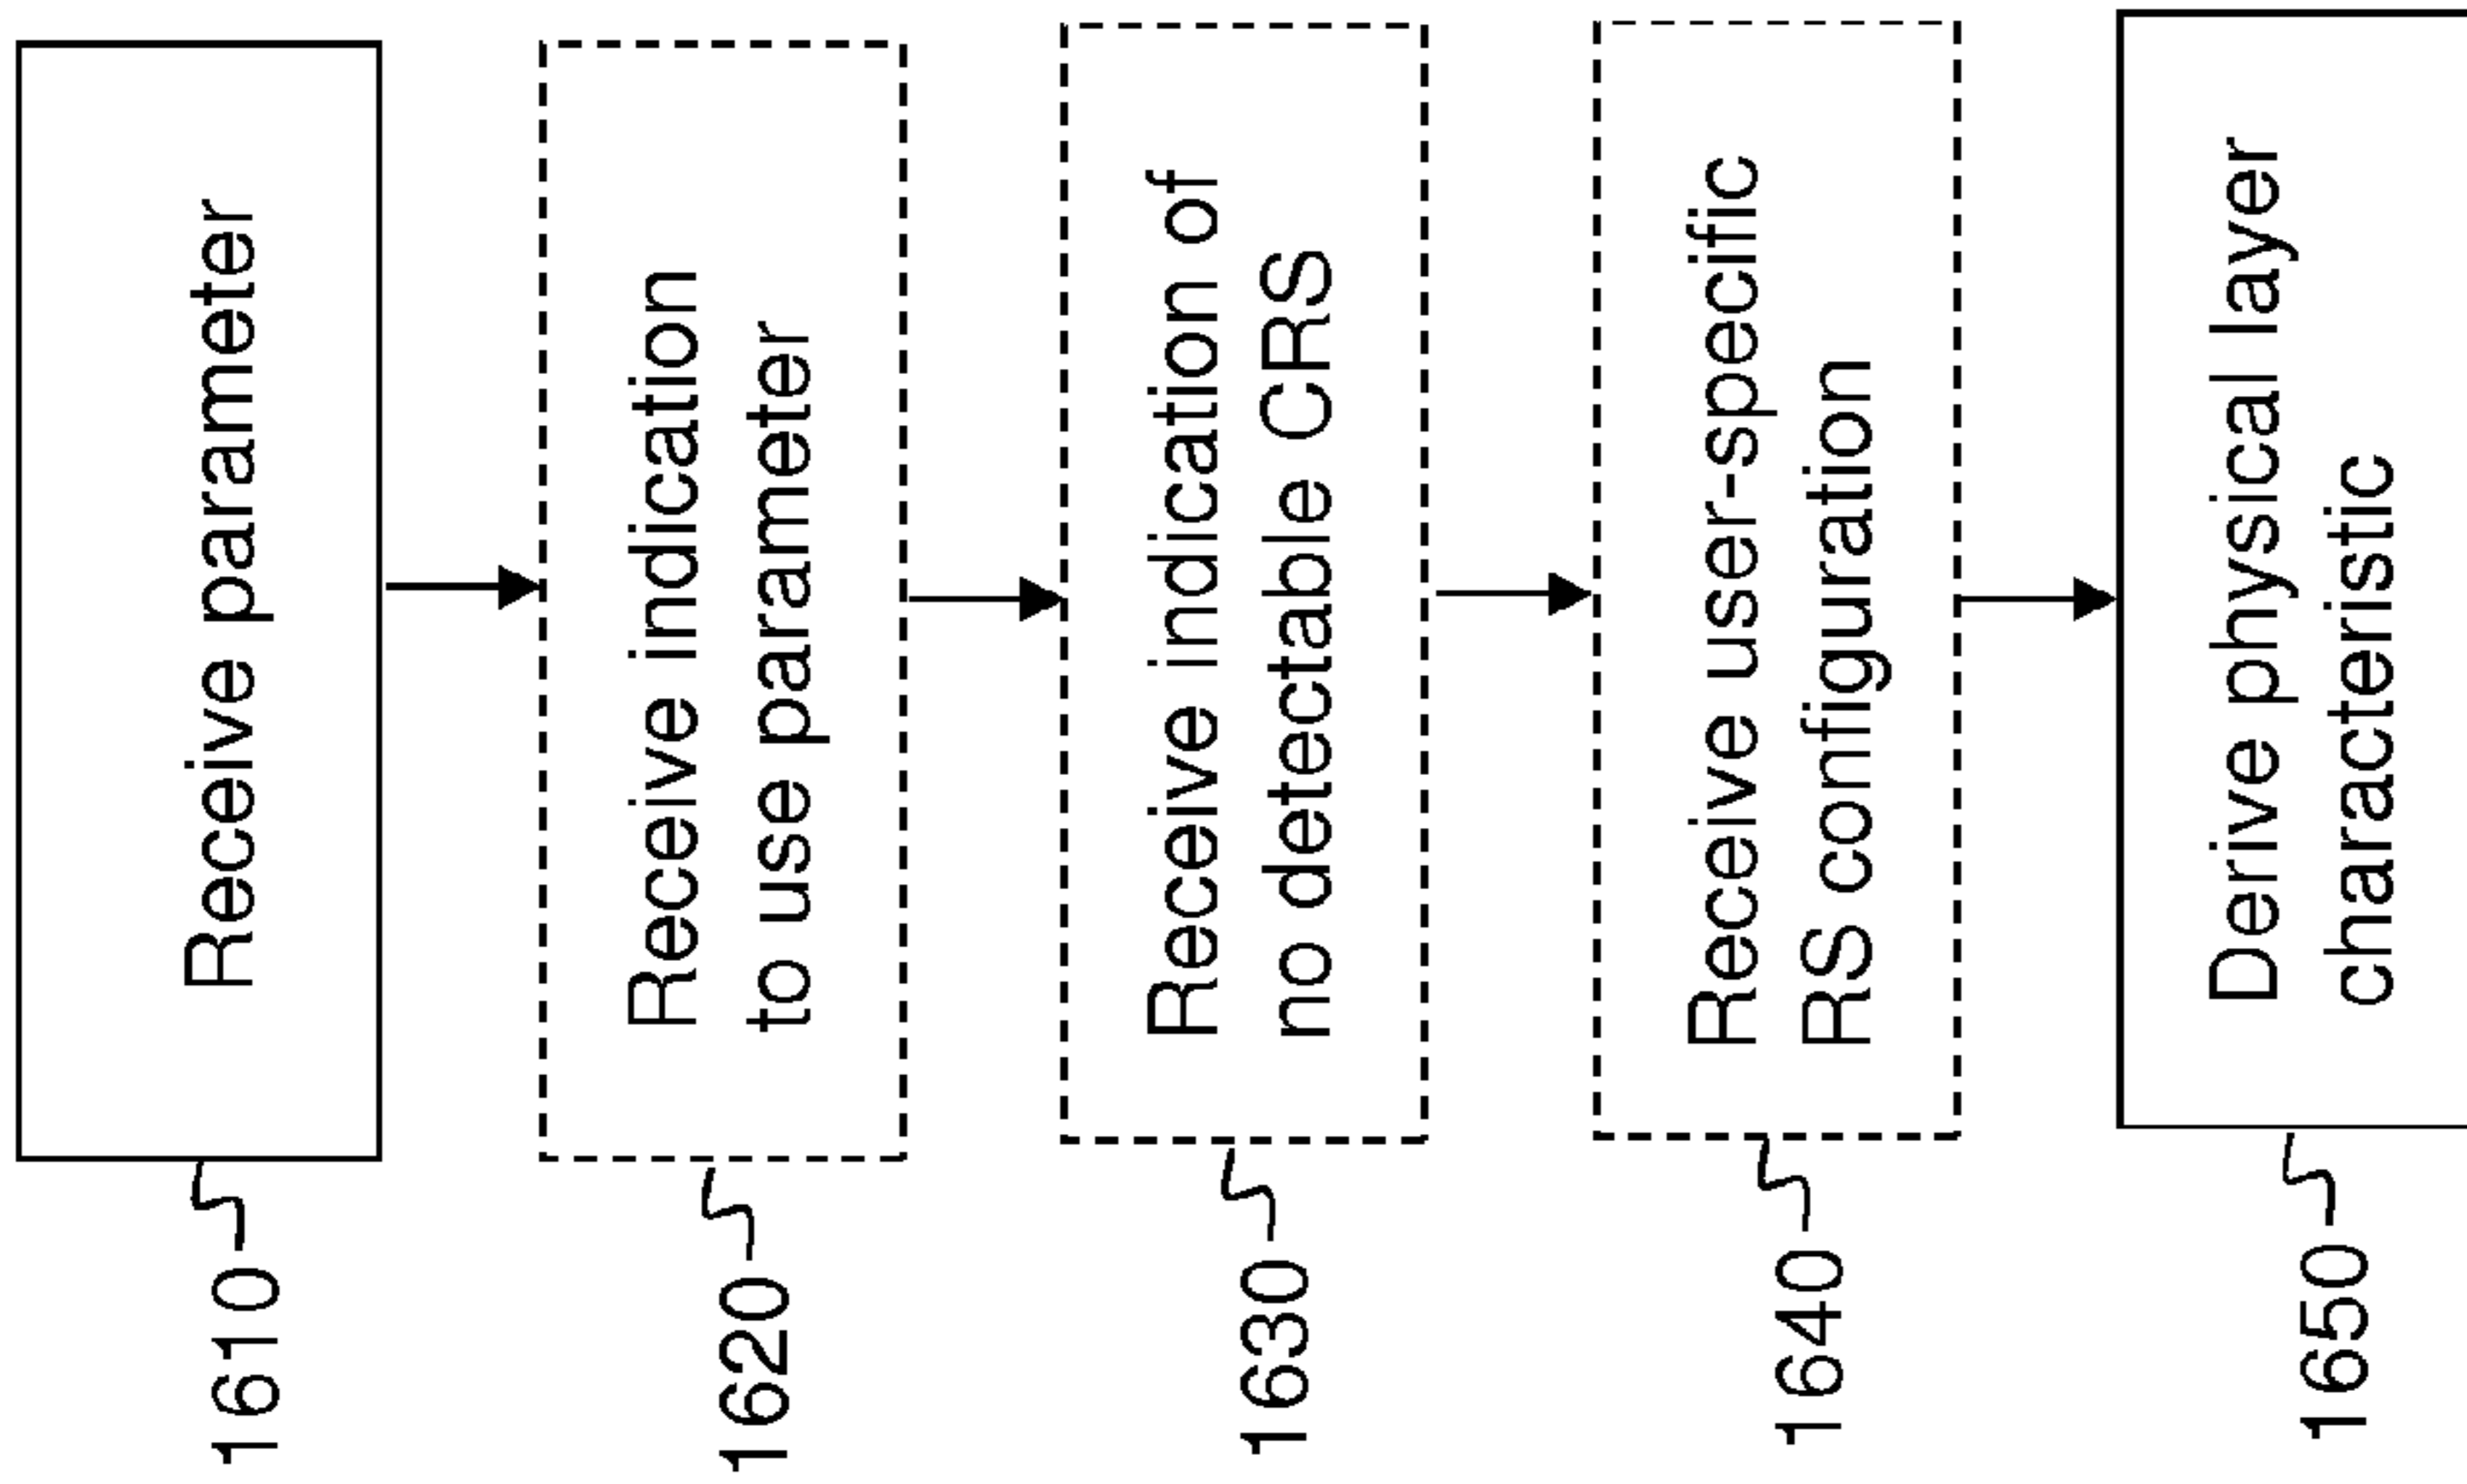 1610
Receive parameter
1620
Receive indication
to use parameter
1630
Receive indication of
no detectable CRS
1640
Receive user-specific
RS configuration
1650
Derive physical layer
characteristic